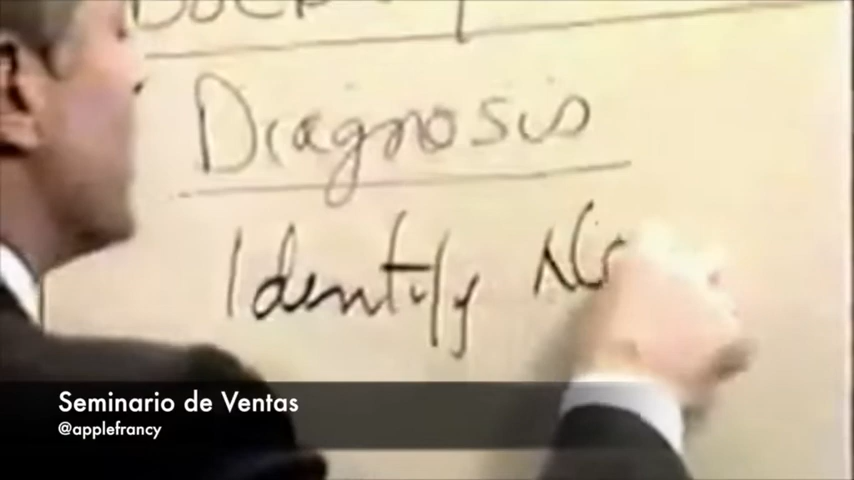 Diagnosis
Identify
Seminario de Ventas
@applefrancy